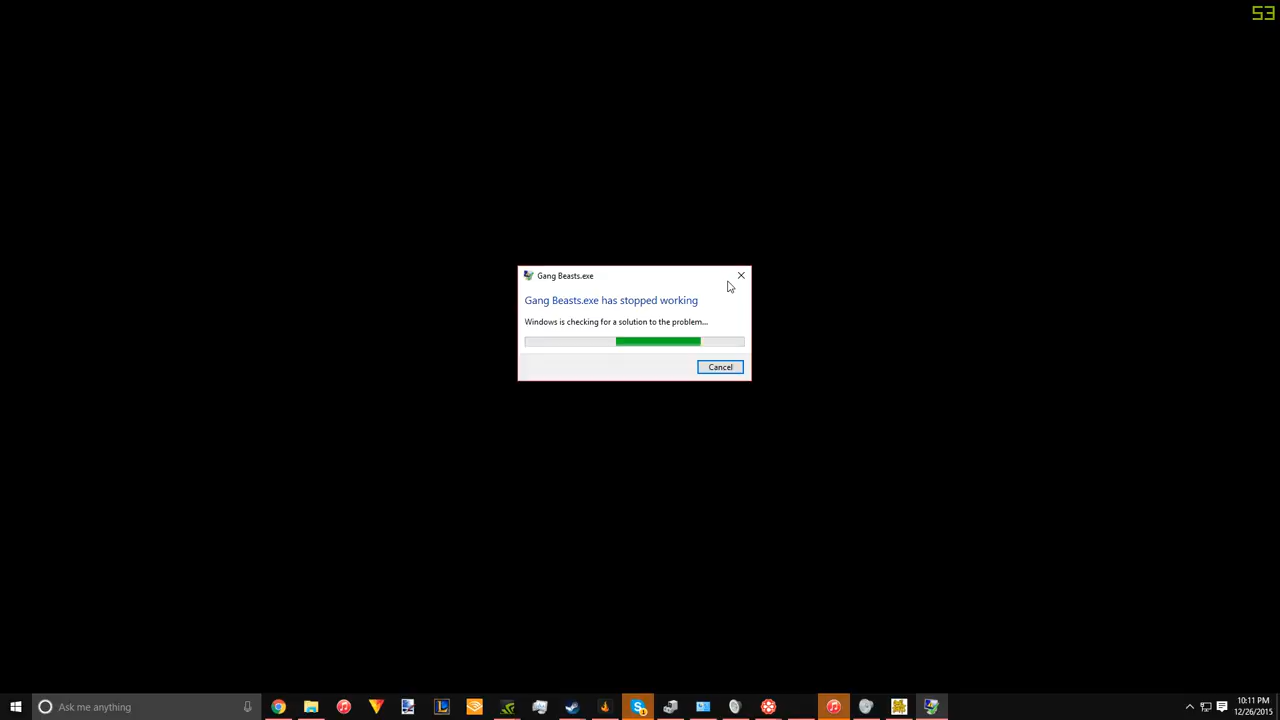 53
Gang Beasts.exe
Gang Beasts.exe has stopped working
Windows is checking for a solution to the problem...
Cancel
Ask me anything
10:11 PM
12/26/2015